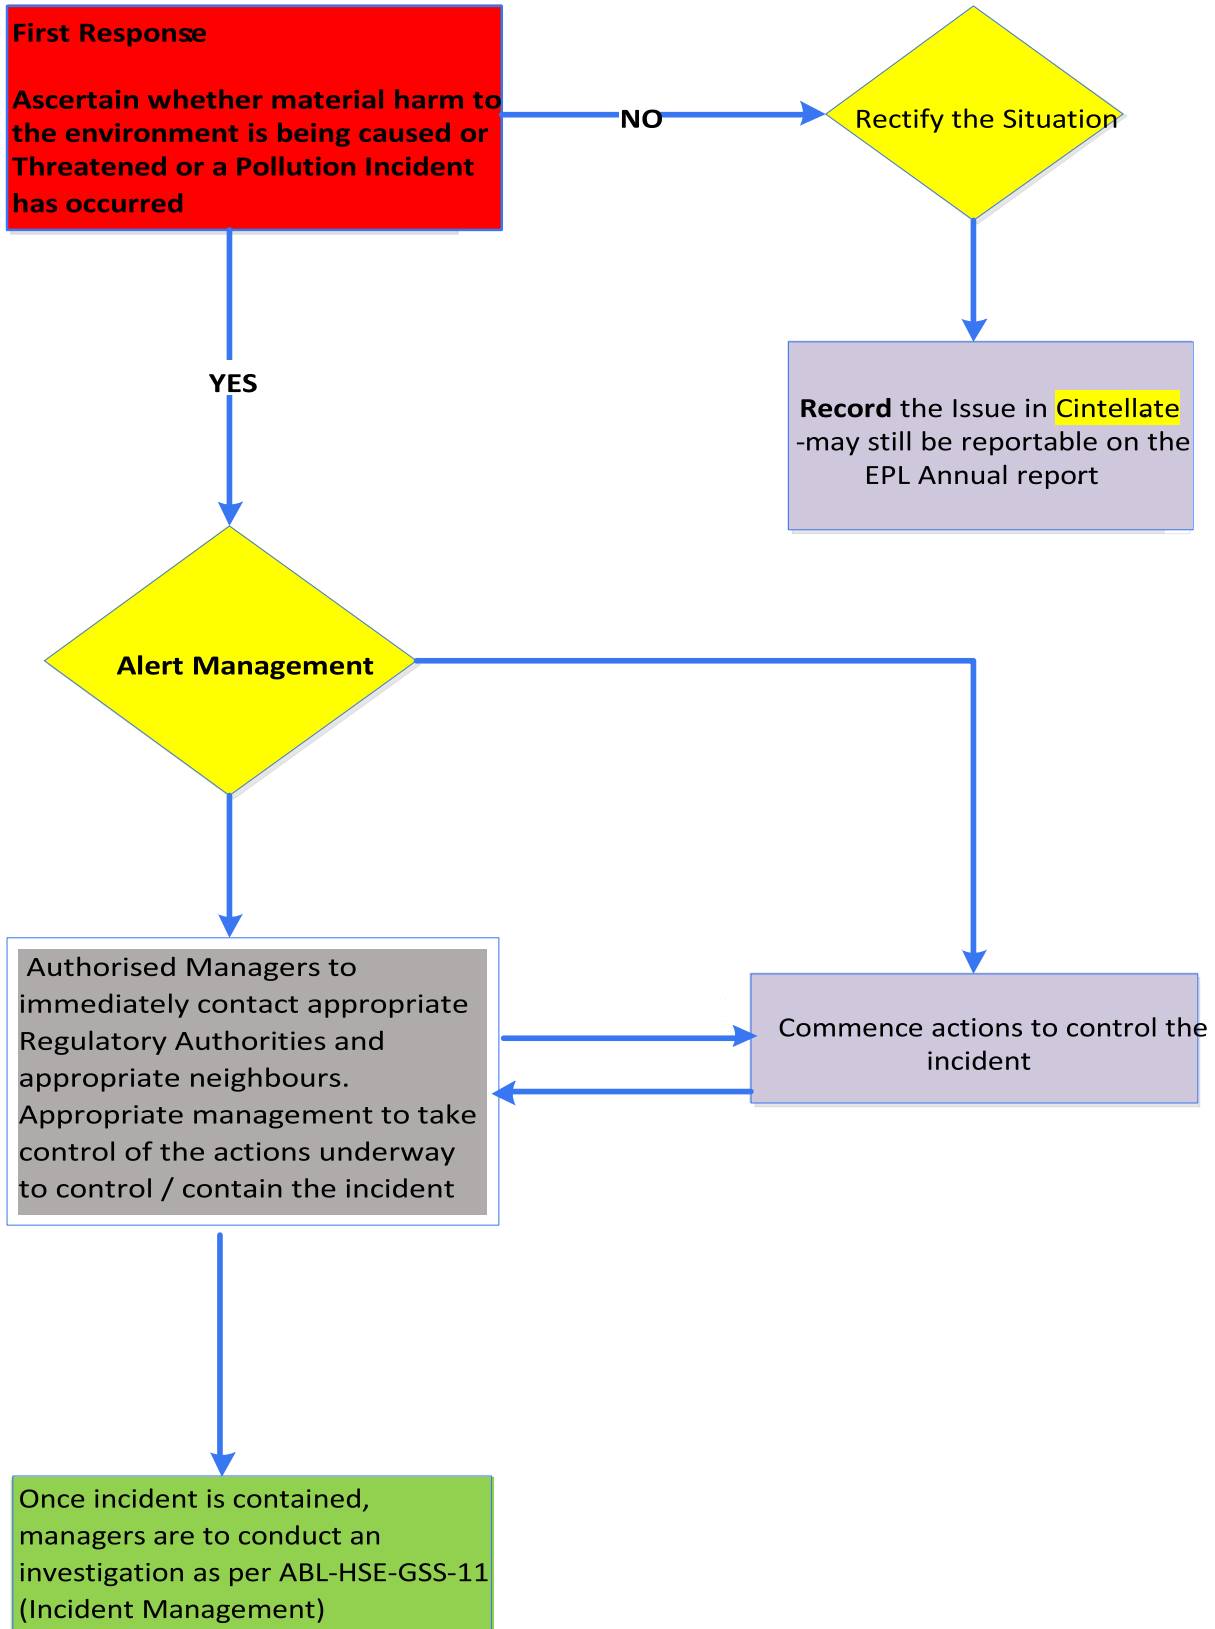 First Response:
Ascertain whether material harm to
the environment is being caused or
Threatened or a Pollution Incident
has occurred
NO
Rectify the Situation
YES
Record the Issue in Cintellate.
-may still be reportable on the
EPL Annual report.
Alert Management
Authorised Managers to
immediately contact appropriate
Regulatory Authorities and
appropriate neighbours.
Appropriate management to take
control of the actions underway
to control / contain the incident
Commence actions to control the
incident
Once incident is contained,
managers are to conduct an
investigation as per ABL-HSE-GSS-11
(Incident Management)